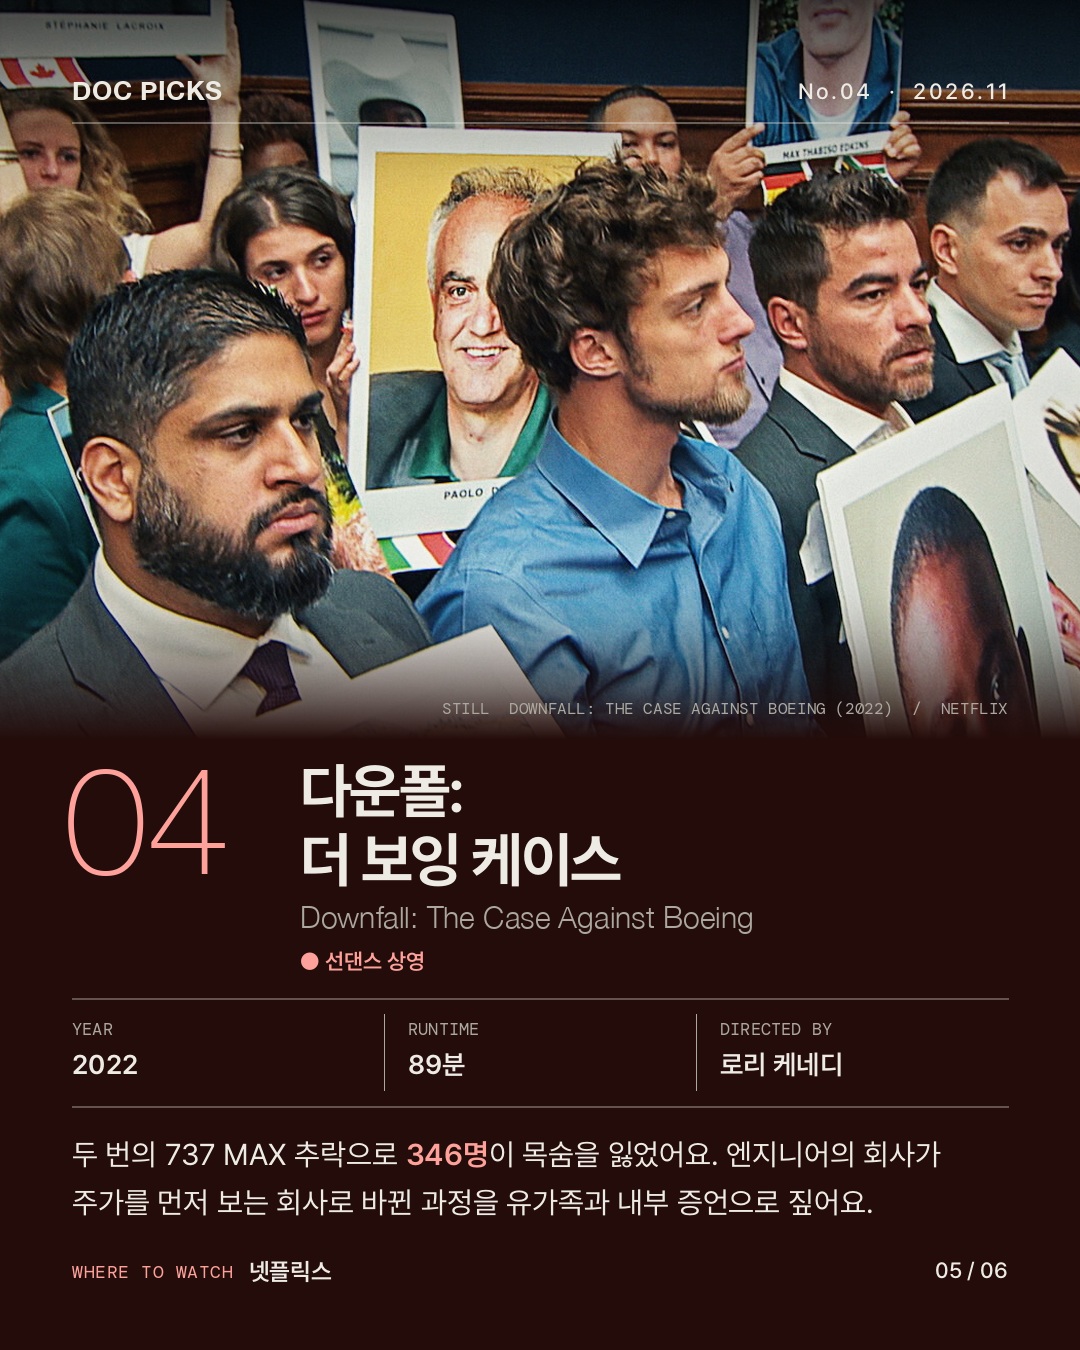 STÉPHANIE LACROIX
DOC PICKS
No.04 · 2026.11
MAX THABISO EDKINS
PAOLO
STILL DOWNFALL: THE CASE AGAINST BOEING (2022) / NETFLIX
04
다운폴:
더 보잉 케이스
Downfall: The Case Against Boeing
선댄스 상영
YEAR
2022
RUNTIME
89분
DIRECTED BY
로리 케네디
두 번의 737 MAX 추락으로 346명이 목숨을 잃었어요. 엔지니어의 회사가
주가를 먼저 보는 회사로 바뀐 과정을 유가족과 내부 증언으로 짚어요.
WHERE TO WATCH 넷플릭스
05 / 06